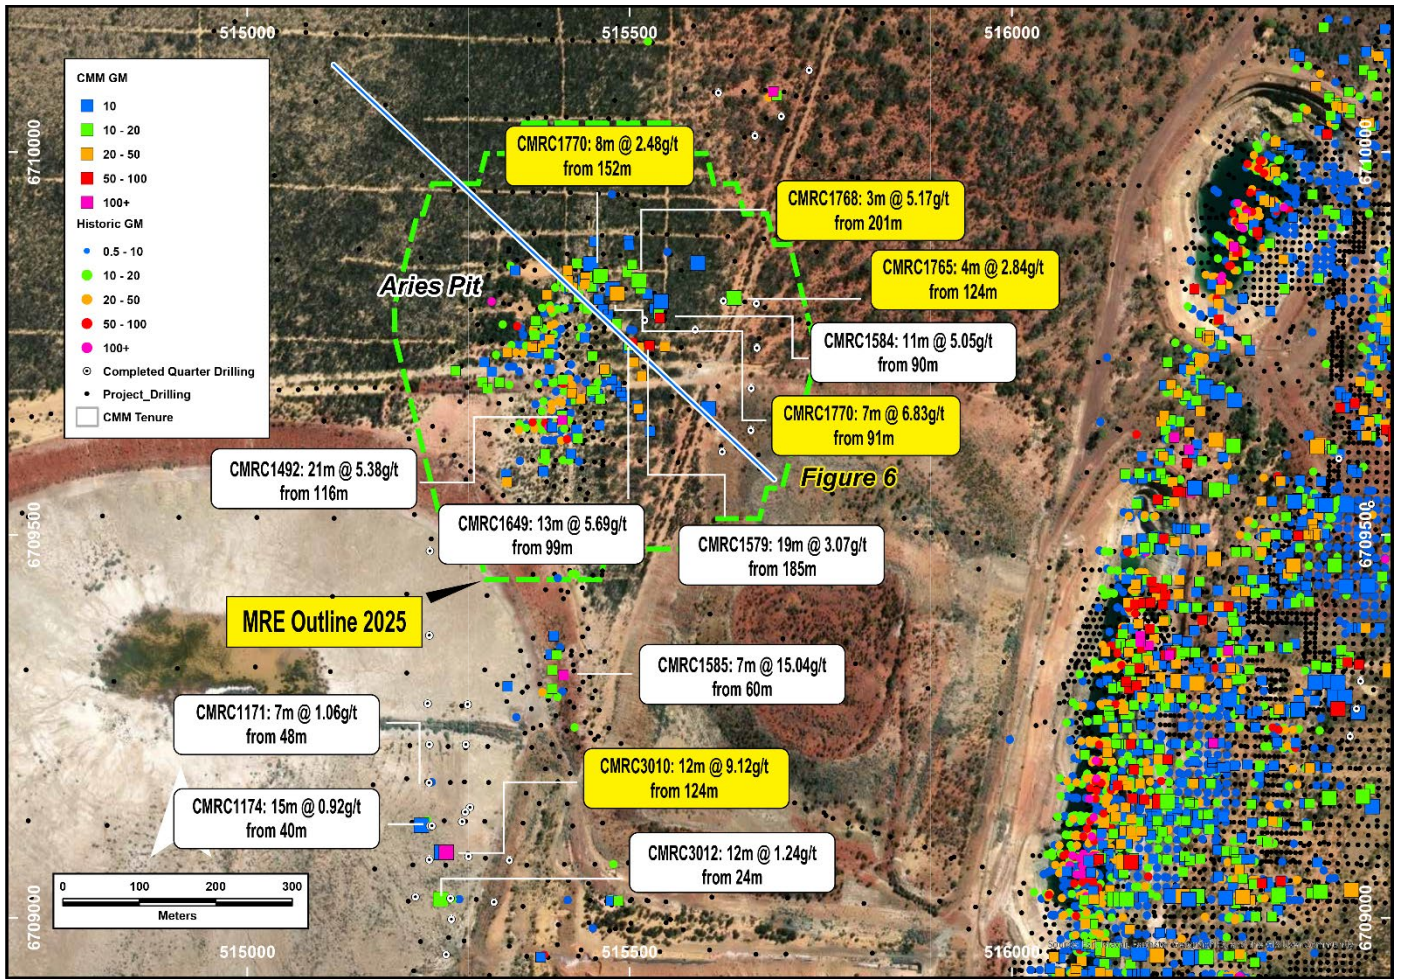 515000
515500
516000
6710000
6710000
CMM GM
10
10 - 20
20 - 50
50 - 100
100+
Historic GM
0.5 - 10
10 - 20
20 - 50
50 - 100
100+
Completed Quarter Drilling
Project_Drilling
CMM Tenure
CMRC1770: 8m @ 2.48g/t
from 152m
CMRC1768: 3m @ 5.17g/t
from 201m
CMRC1765: 4m @ 2.84g/t
from 124m
Aries Pit
CMRC1584: 11m @ 5.05g/t
from 90m
CMRC1770: 7m @ 6.83g/t
from 91m
Figure 6
CMRC1492: 21m @ 5.38g/t
from 116m
CMRC1649: 13m @ 5.69g/t
from 99m
CMRC1579: 19m @ 3.07g/t
from 185m
6709500
6709500
MRE Outline 2025
CMRC1585: 7m @ 15.04g/t
from 60m
CMRC1171: 7m @ 1.06g/t
from 48m
CMRC3010: 12m @ 9.12g/t
from 124m
CMRC1174: 15m @ 0.92g/t
from 40m
CMRC3012: 12m @ 1.24g/t
from 24m
0 100 200 300
Meters
6709000
6709000
515000
515500
516000